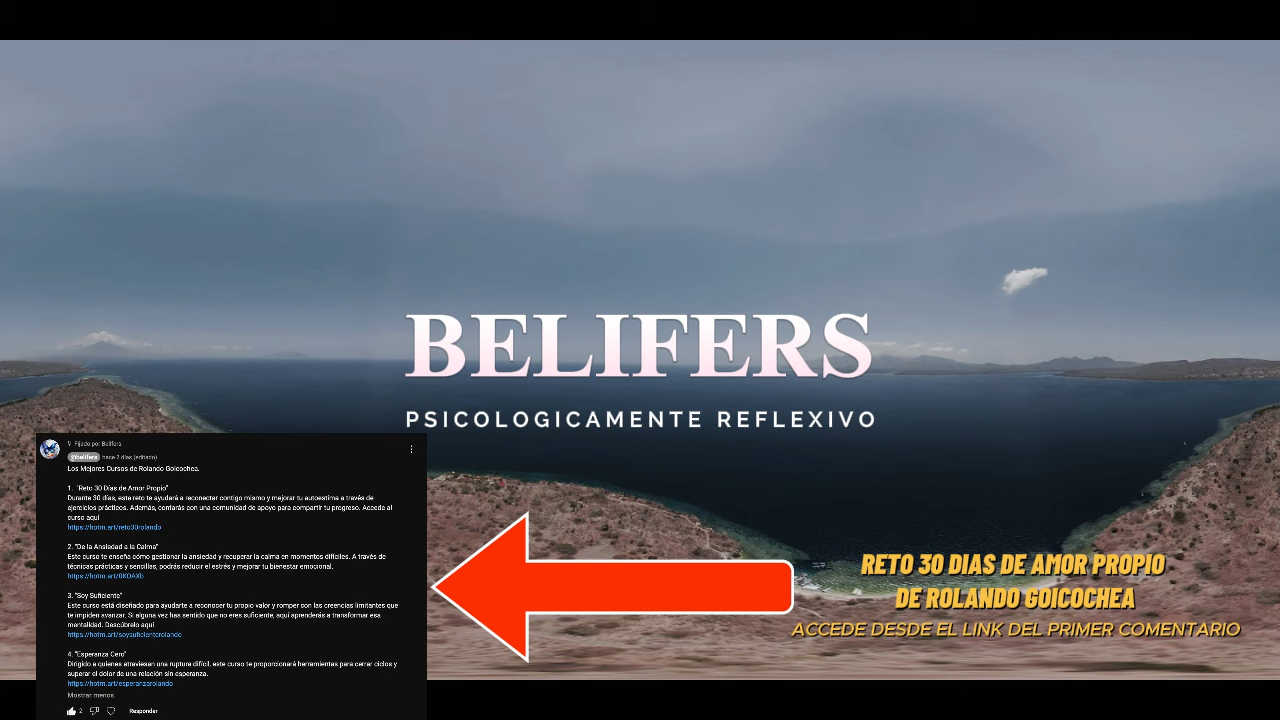 BELIFERS
PSICOLOGICAMENTE REFLEXIVO
Fijado por Belifers
@belifers hace 2 días (editado)
Los Mejores Cursos de Rolando Goicochea.
1. "Reto 30 Días de Amor Propio"
Durante 30 días, este reto te ayudará a reconectar contigo mismo y mejorar tu autoestima a través de
ejercicios prácticos. Además, contarás con una comunidad de apoyo para compartir tu progreso. Accede al
curso aquí
https://hotm.art/reto30rolando
2. "De la Ansiedad a la Calma"
Este curso te enseña cómo gestionar la ansiedad y recuperar la calma en momentos difíciles. A través de
técnicas prácticas y sencillas, podrás reducir el estrés y mejorar tu bienestar emocional.
https://hotm.art/0KOAXb
3. "Soy Suficiente"
Este curso está diseñado para ayudarte a reconocer tu propio valor y romper con las creencias limitantes que
te impiden avanzar. Si alguna vez has sentido que no eres suficiente, aquí aprenderás a transformar esa
mentalidad. Descúbrelo aquí
https://hotm.art/soysuficienterolando
4. "Esperanza Cero"
Dirigido a quienes atraviesan una ruptura difícil, este curso te proporcionará herramientas para cerrar ciclos y
superar el dolor de una relación sin esperanza.
https://hotm.art/esperanzarolando
Mostrar menos
2 Responder
RETO 30 DIAS DE AMOR PROPIO
DE ROLANDO GOICOCHEA
ACCEDE DESDE EL LINK DEL PRIMER COMENTARIO